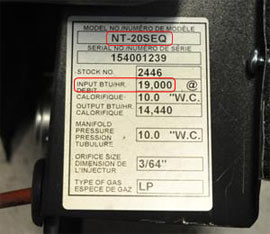 MODEL NO./NUMÉRO DE MODÈLE
NT-20SEQ
SERIAL NO./NUMÉRO DE SÉRIE
154001239
STOCK NO. 2446
INPUT BTU/HR. 19,000 @
DEBIT
CALORIFIQUE: 10.0 "W.C.
OUTPUT BTU/HR. 14,440
CALORIFIQUE:
MANIFOLD
PRESSURE 10.0 "W.C.
PRESSION
TUBULURE
ORIFICE SIZE 3/64"
DIMENSION DE
L'INJECTUR
TYPE OF GAS LP
ESPECE DE GAZ